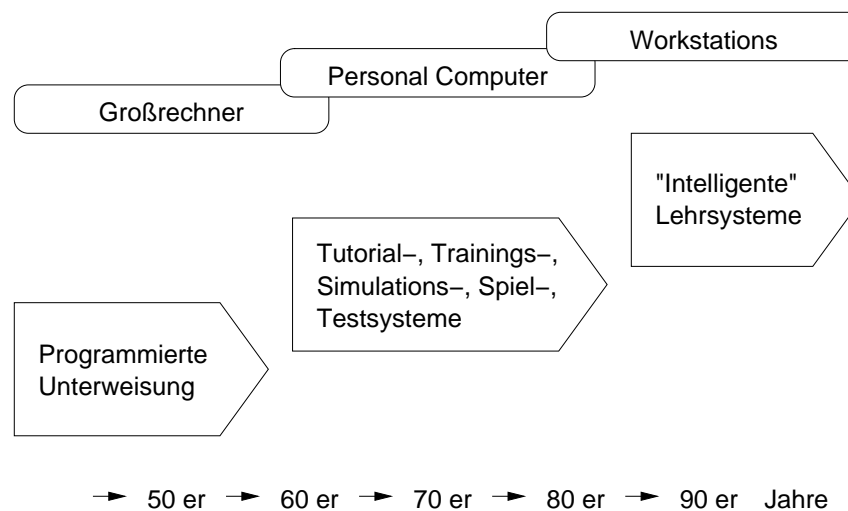 Workstations
Personal Computer
Großrechner
"Intelligente"
Lehrsysteme
Tutorial–, Trainings–,
Simulations–, Spiel–,
Testsysteme
Programmierte
Unterweisung
50 er 60 er 70 er 80 er 90 er Jahre